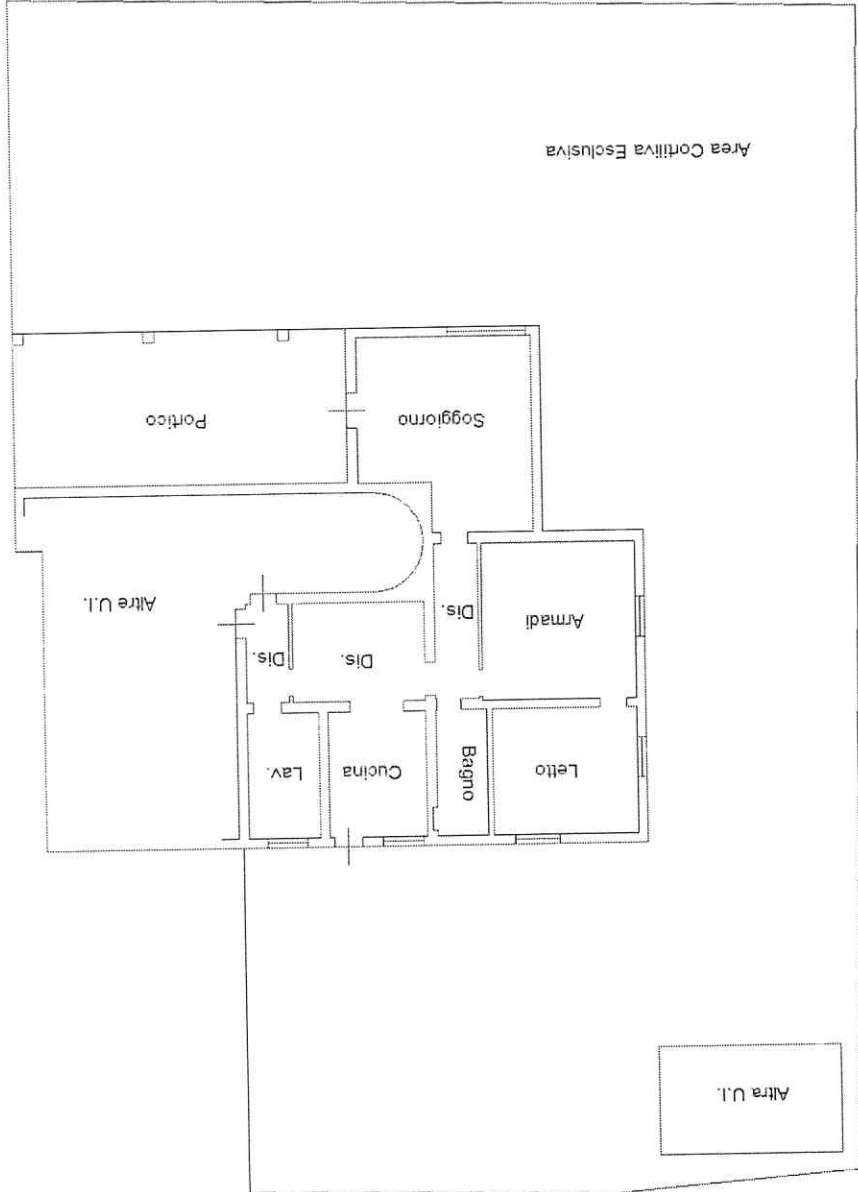 Altra U.I.
Letto
Bagno
Cucina
Lav.
Dis.
Dis.
Armadi
Dis.
Altre U.I.
Soggiorno
Portico
Area Cortiliva Esclusiva